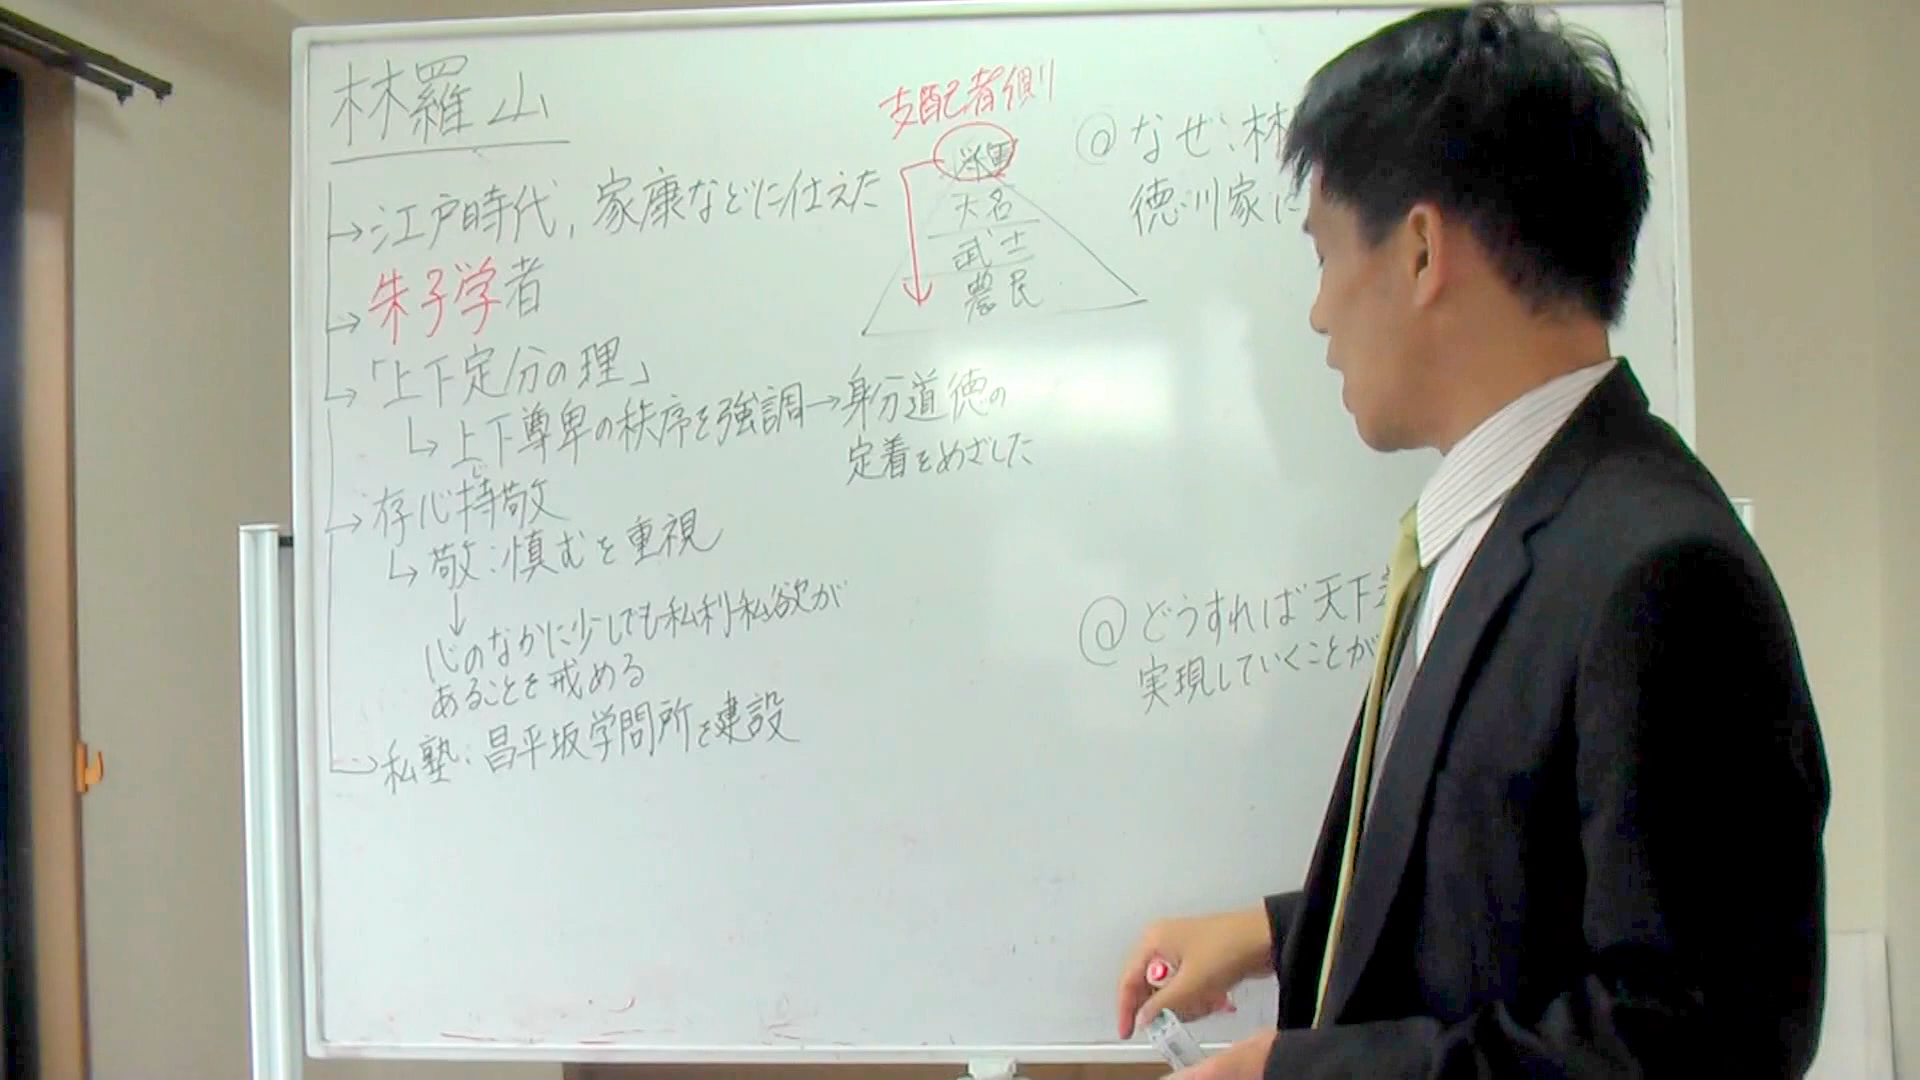 林羅山
江戸時代,家康などに仕えた
朱子学者
「上下定分の理」
上下尊卑の秩序を強調→身分道徳の
定着をめざした
存心持敬
敬:慎むを重視
心のなかに少しでも私利私欲が
あることを戒める
私塾:昌平坂学問所を建設
支配者側
将軍
大名
武士
農民
@なぜ、林
徳川家に
@どうすれば天下
実現していくことが